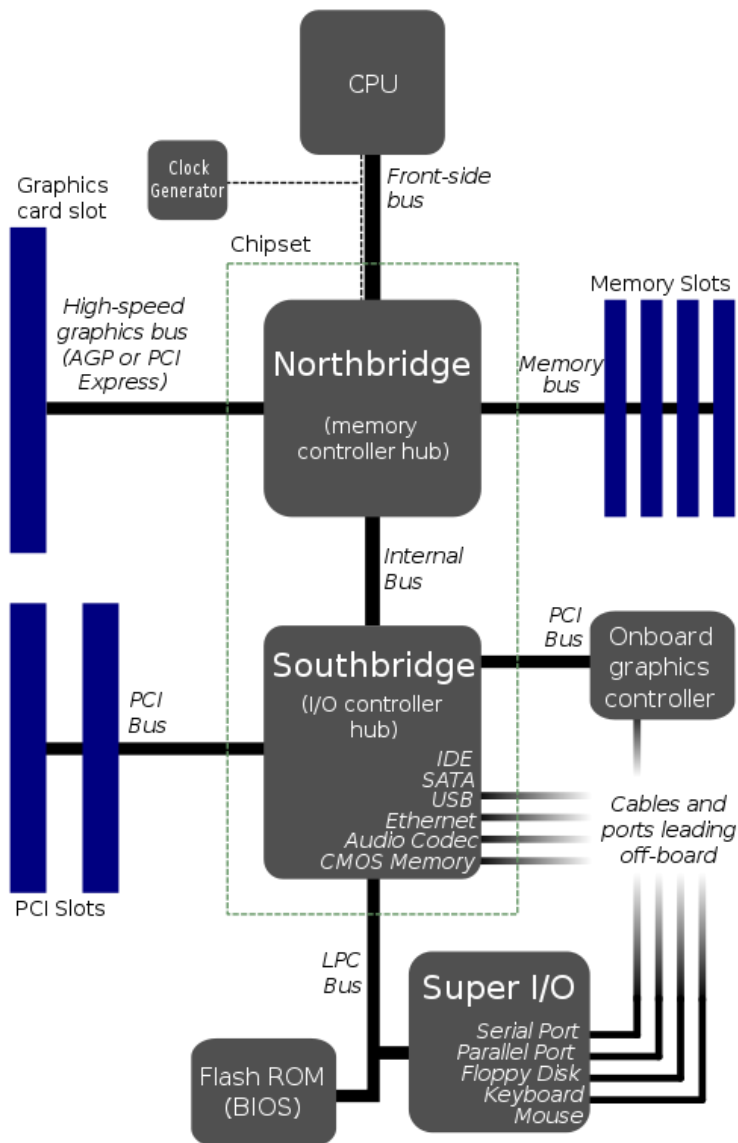 CPU
Clock
Generator
Front-side
bus
Graphics
card slot
Chipset
High-speed
graphics bus
(AGP or PCI
Express)
Northbridge
(memory
controller hub)
Memory
bus
Memory Slots
Internal
Bus
PCI
Bus
Southbridge
(I/O controller
hub)
IDE
SATA
USB
Ethernet
Audio Codec
CMOS Memory
PCI
Bus
Onboard
graphics
controller
Cables and
ports leading
off-board
PCI Slots
LPC
Bus
Super I/O
Serial Port
Parallel Port
Floppy Disk
Keyboard
Mouse
Flash ROM
(BIOS)